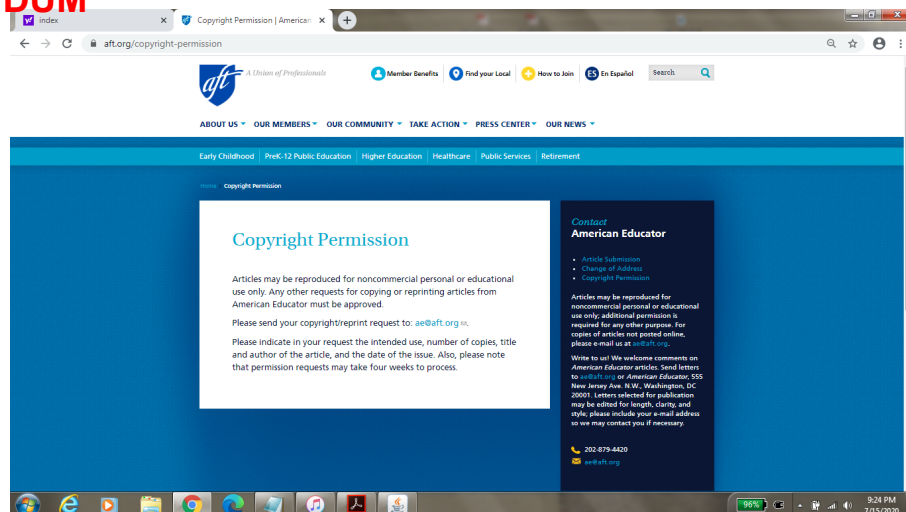 DUM
index
Copyright Permission | American
aft.org/copyright-permission
aft
A Union of Professionals
Member Benefits
Find your Local
How to Join
ES En Español
Search
ABOUT US
OUR MEMBERS
OUR COMMUNITY
TAKE ACTION
PRESS CENTER
OUR NEWS
Early Childhood
PreK-12 Public Education
Higher Education
Healthcare
Public Services
Retirement
Home
Copyright Permission
Copyright Permission
Articles may be reproduced for noncommercial personal or educational
use only. Any other requests for copying or reprinting articles from
American Educator must be approved.
Please send your copyright/reprint request to: ae@aft.org.
Please indicate in your request the intended use, number of copies, title
and author of the article, and the date of the issue. Also, please note
that permission requests may take four weeks to process.
Contact
American Educator
Article Submission
Change of Address
Copyright Permission
Articles may be reproduced for
noncommercial personal or educational
use only; additional permission is
required for any other purpose. For
copies of articles not posted online,
please e-mail us at ae@aft.org.
Write to us! We welcome comments on
American Educator articles. Send letters
to ae@aft.org or American Educator, 555
New Jersey Ave. N.W., Washington, DC
20001. Letters selected for publication
may be edited for length, clarity, and
style; please include your e-mail address
so we may contact you if necessary.
202-879-4420
ae@aft.org
96%
9:24 PM
7/15/2020